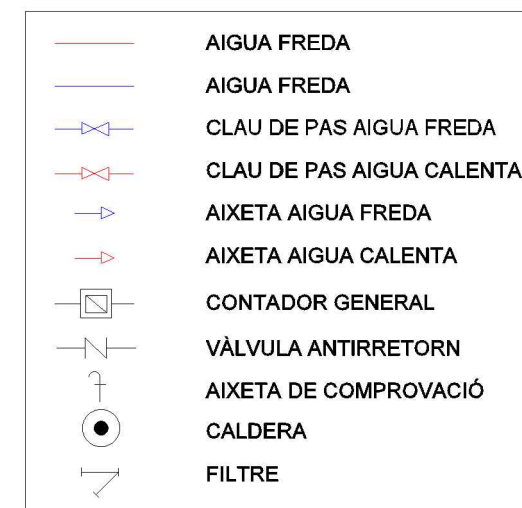 AIGUA FREDA
AIGUA FREDA
CLAU DE PAS AIGUA FREDA
CLAU DE PAS AIGUA CALENTA
AIXETA AIGUA FREDA
AIXETA AIGUA CALENTA
CONTADOR GENERAL
VÀLVULA ANTIRRETORN
AIXETA DE COMPROVACIÓ
CALDERA
FILTRE